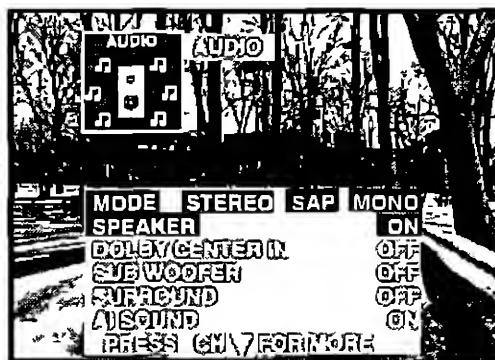 AUDIO
AUDIO
MODE STEREO SAP MONO
SPEAKER ON
DOLBY CENTER IN OFF
SUB WOOFER OFF
SURROUND OFF
AI SOUND ON
PRESS CH ▽ FOR MORE